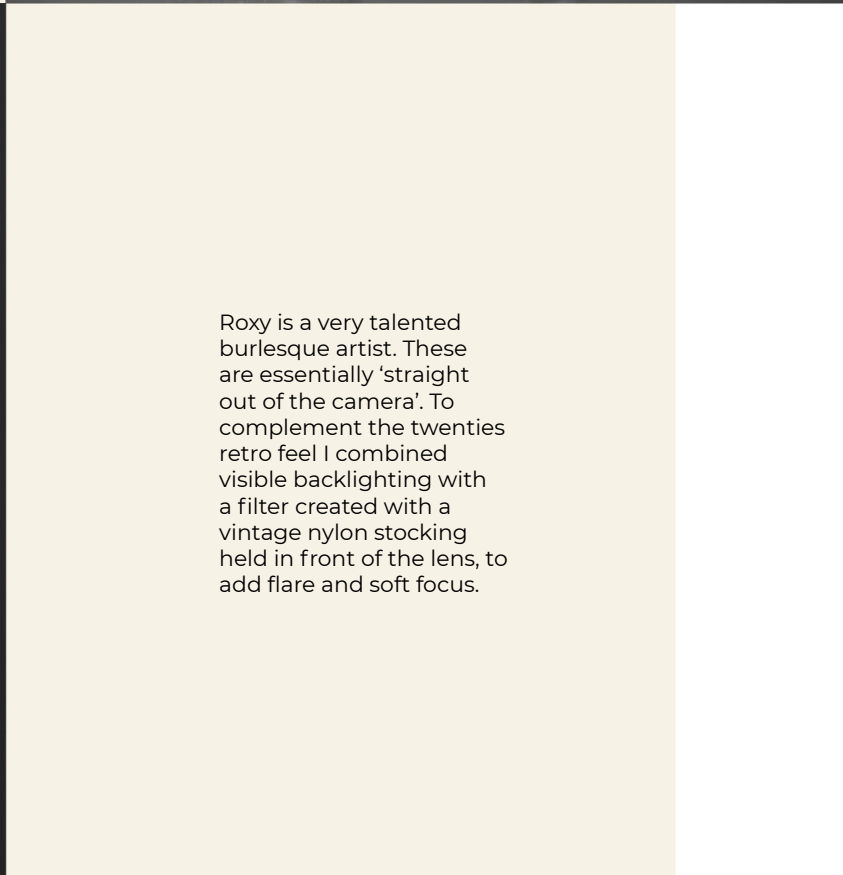 Roxy is a very talented
burlesque artist. These
are essentially ‘straight
out of the camera’. To
complement the twenties
retro feel I combined
visible backlighting with
a filter created with a
vintage nylon stocking
held in front of the lens, to
add flare and soft focus.